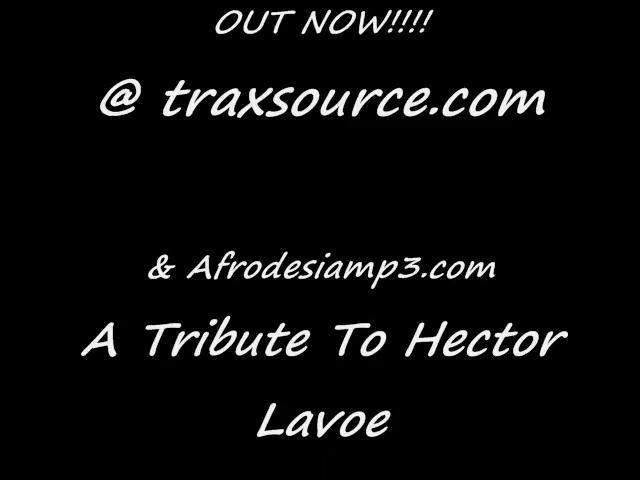 OUT NOW!!!!
@ traxsource.com
& Afrodesiamp3.com
A Tribute To Hector
Lavoe